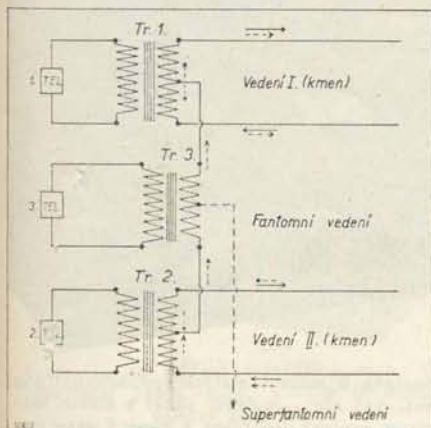 Tr. 1.
1. TEL
Vedení I. (kmen)
Tr. 3.
3. TEL
Fantomní vedení
Tr. 2.
2. TEL
Vedení II. (kmen)
Superfantomní vedení